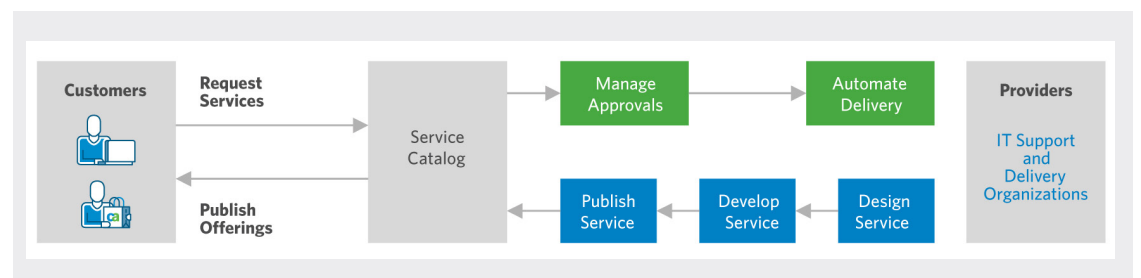 Customers
Request
Services
Publish
Offerings
ca
Service
Catalog
Manage
Approvals
Automate
Delivery
Publish
Service
Develop
Service
Design
Service
Providers
IT Support
and
Delivery
Organizations